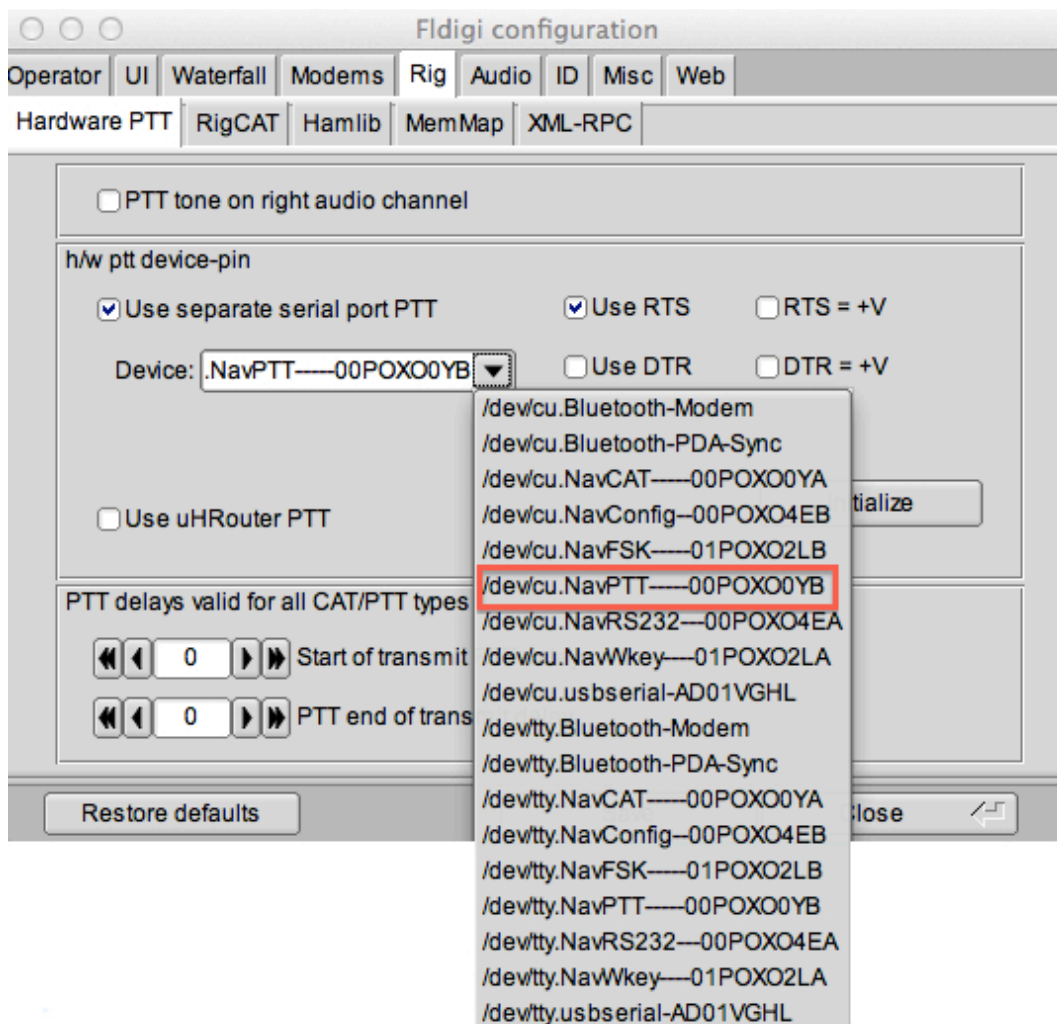 Fldigi configuration
Operator UI Waterfall Modems Rig Audio ID Misc Web
Hardware PTT RigCAT Hamlib MemMap XML-RPC
PTT tone on right audio channel
h/w ptt device-pin
Use separate serial port PTT Use RTS RTS = +V
Device: .NavPTT-----00POXO0YB Use DTR DTR = +V
/dev/cu.Bluetooth-Modem
/dev/cu.Bluetooth-PDA-Sync
/dev/cu.NavCAT-----00POXO0YA
/dev/cu.NavConfig--00POXO4EB
Use uHRouter PTT tialize
/dev/cu.NavFSK-----01POXO2LB
/dev/cu.NavPTT-----00POXO0YB
PTT delays valid for all CAT/PTT types
/dev/cu.NavRS232---00POXO4EA
0 Start of transmit
/dev/cu.NavWkey----01POXO2LA
/dev/cu.usbserial-AD01VGHL
0 PTT end of trans
/dev/tty.Bluetooth-Modem
/dev/tty.Bluetooth-PDA-Sync
/dev/tty.NavCAT-----00POXO0YA
Restore defaults lose
/dev/tty.NavConfig--00POXO4EB
/dev/tty.NavFSK-----01POXO2LB
/dev/tty.NavPTT-----00POXO0YB
/dev/tty.NavRS232---00POXO4EA
/dev/tty.NavWkey----01POXO2LA
/dev/tty.usbserial-AD01VGHL